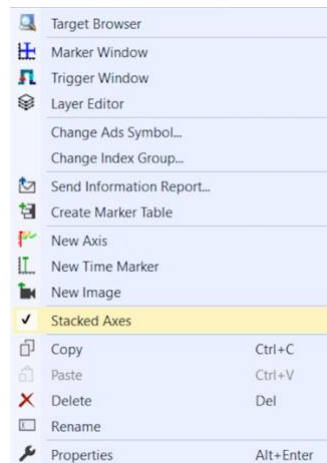 Target Browser
Marker Window
Trigger Window
Layer Editor
Change Ads Symbol...
Change Index Group...
Send Information Report...
Create Marker Table
New Axis
New Time Marker
New Image
Stacked Axes
Copy Ctrl+C
Paste Ctrl+V
Delete Del
Rename
Properties Alt+Enter